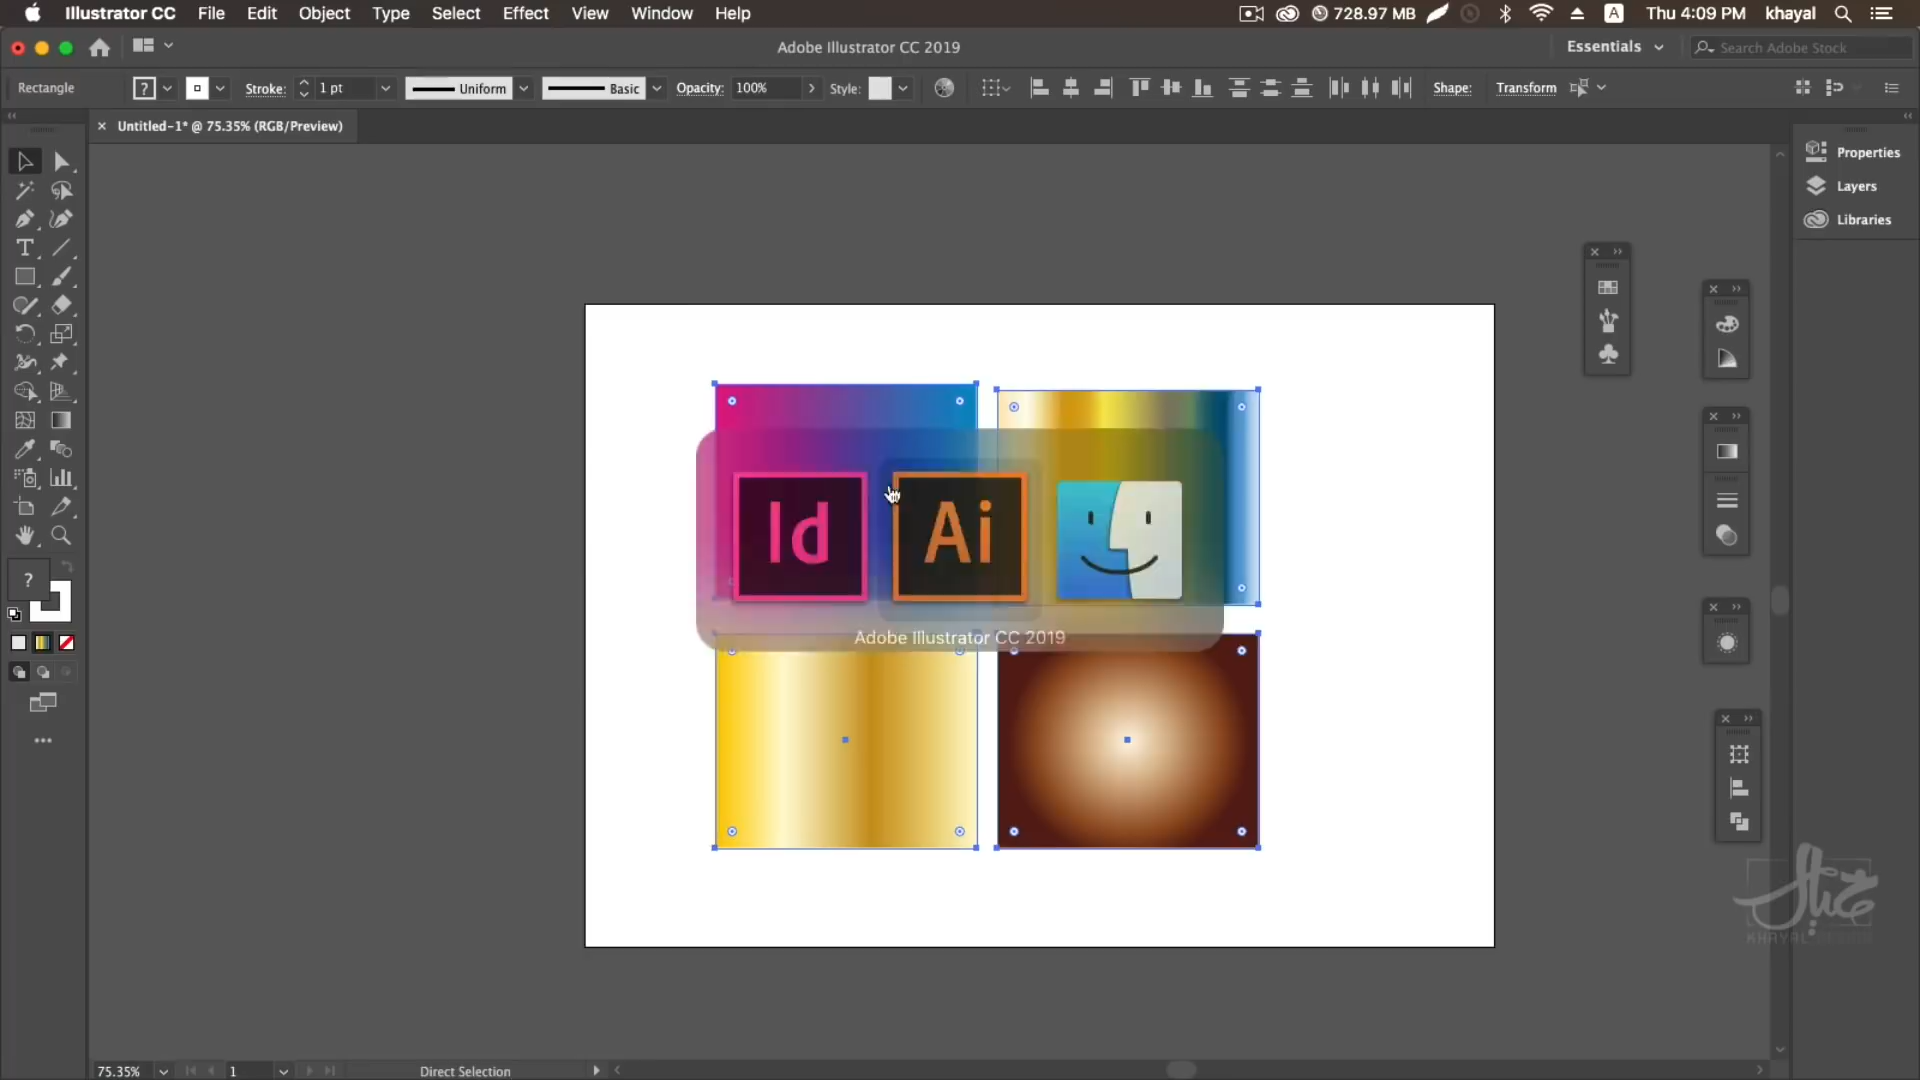 Illustrator CC File Edit Object Type Select Effect View Window Help 728.97 MB A Thu 4:09 PM khayal
Adobe Illustrator CC 2019 Essentials Search Adobe Stock
Rectangle ? Stroke: 1 pt Uniform Basic Opacity: 100% Style: Shape: Transform
× Untitled-1* @ 75.35% (RGB/Preview)
Properties
Layers
Libraries
Id Ai
Adobe Illustrator CC 2019
?
خيال
75.35% 1 Direct Selection